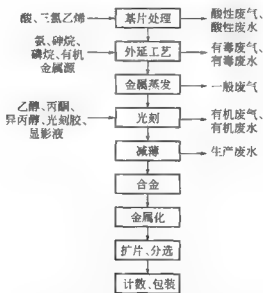 酸、三氯乙烯
基片处理
酸性废气、
酸性废水
氨、砷烷、
磷烷、有机
金属源
外延工艺
有毒废气、
有毒废水
金属蒸发
一般废气
乙醇、丙酮、
异丙醇、光刻胶、
显影液
光刻
有机废气、
有机废水
减薄
生产废水
合金
金属化
扩片、分选
计数、包装